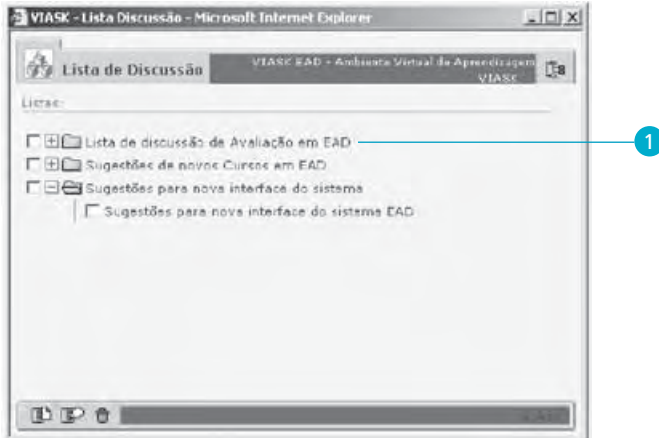 VIASK - Lista Discussão - Microsoft Internet Explorer
Lista de Discussão
VIASK EAD - Ambiente Virtual de Aprendizagem
VIASK
Listas:
Lista de discussão de Avaliação em EAD
1
Sugestões de novos Cursos em EAD
Sugestões para nova interface do sistema
Sugestões para nova interface do sistema EAD